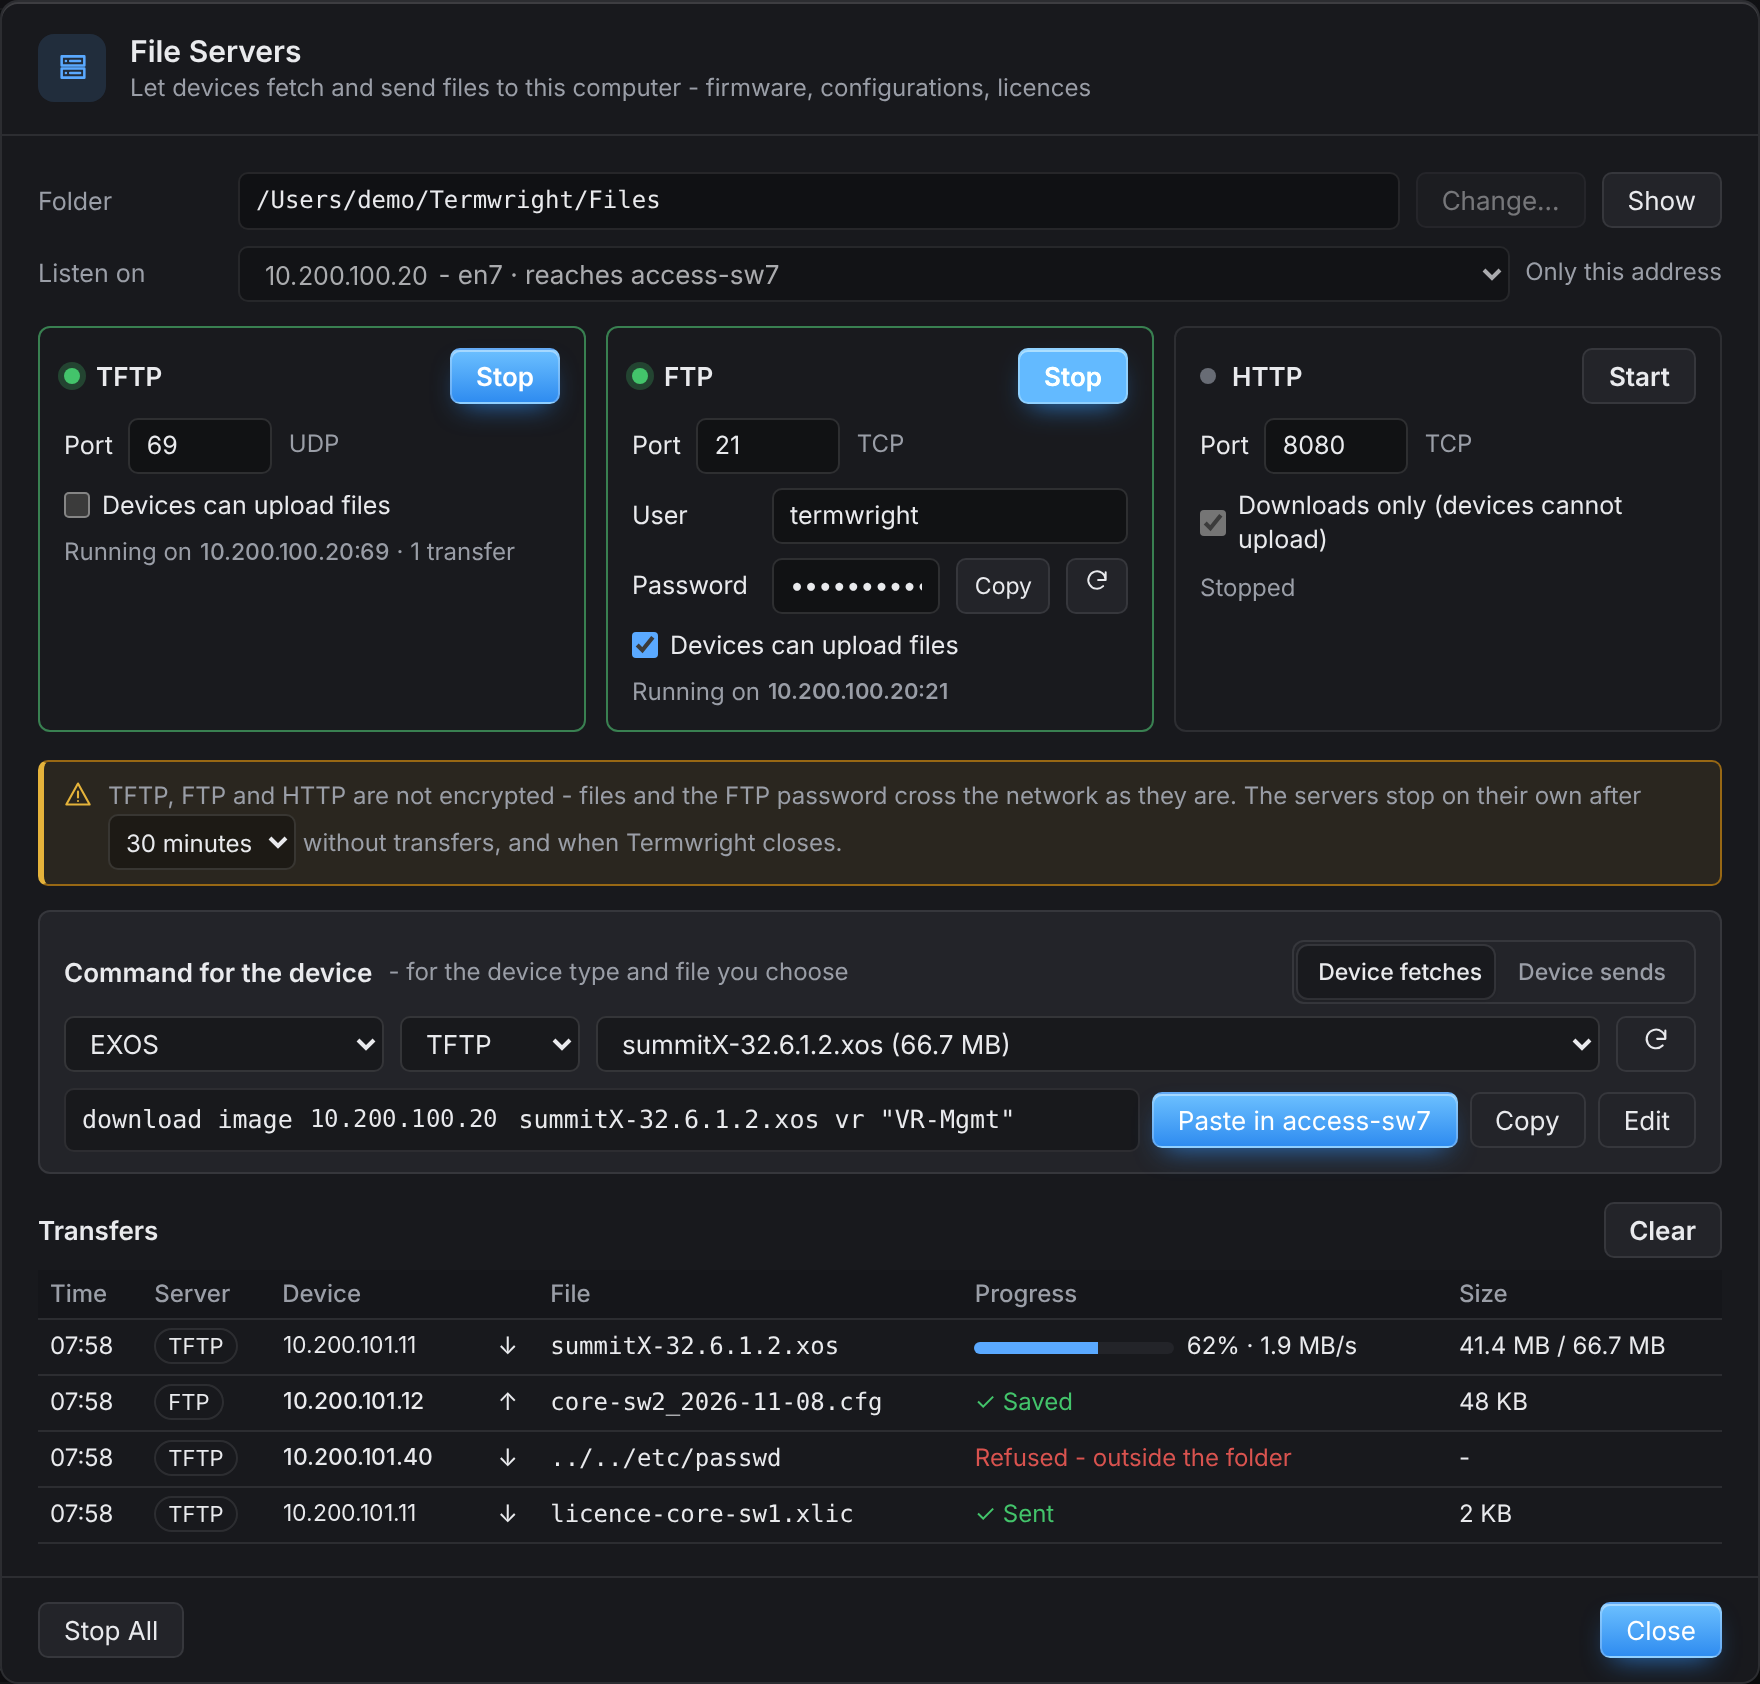 File Servers
Let devices fetch and send files to this computer - firmware, configurations, licences
Folder /Users/demo/Termwright/Files Change... Show
Listen on 10.200.100.20 - en7 · reaches access-sw7 Only this address
TFTP Stop
Port 69 UDP
Devices can upload files
Running on 10.200.100.20:69 · 1 transfer
FTP Stop
Port 21 TCP
User termwright
Password •••••••••• Copy
Devices can upload files
Running on 10.200.100.20:21
HTTP Start
Port 8080 TCP
Downloads only (devices cannot
upload)
Stopped
TFTP, FTP and HTTP are not encrypted - files and the FTP password cross the network as they are. The servers stop on their own after
30 minutes without transfers, and when Termwright closes.
Command for the device - for the device type and file you choose Device fetches Device sends
EXOS TFTP summitX-32.6.1.2.xos (66.7 MB)
download image 10.200.100.20 summitX-32.6.1.2.xos vr "VR-Mgmt" Paste in access-sw7 Copy Edit
Transfers Clear
Time Server Device File Progress Size
07:58 TFTP 10.200.101.11 ↓ summitX-32.6.1.2.xos 62% · 1.9 MB/s 41.4 MB / 66.7 MB
07:58 FTP 10.200.101.12 ↑ core-sw2_2026-11-08.cfg ✓ Saved 48 KB
07:58 TFTP 10.200.101.40 ↓ ../../etc/passwd Refused - outside the folder -
07:58 TFTP 10.200.101.11 ↓ licence-core-sw1.xlic ✓ Sent 2 KB
Stop All Close